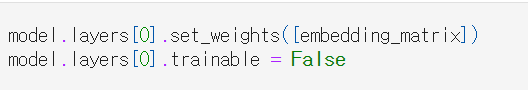 model.layers[0].set_weights([embedding_matrix])
model.layers[0].trainable = False